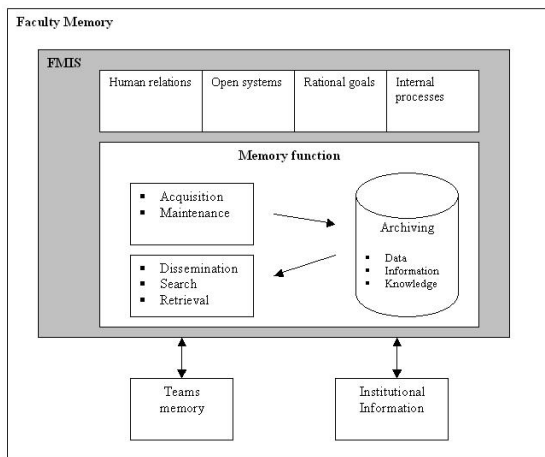 Faculty Memory
FMIS
Human relations
Open systems
Rational goals
Internal
processes
Memory function
▪ Acquisition
▪ Maintenance
Archiving
▪ Data
▪ Information
▪ Knowledge
▪ Dissemination
▪ Search
▪ Retrieval
Teams
memory
Institutional
Information